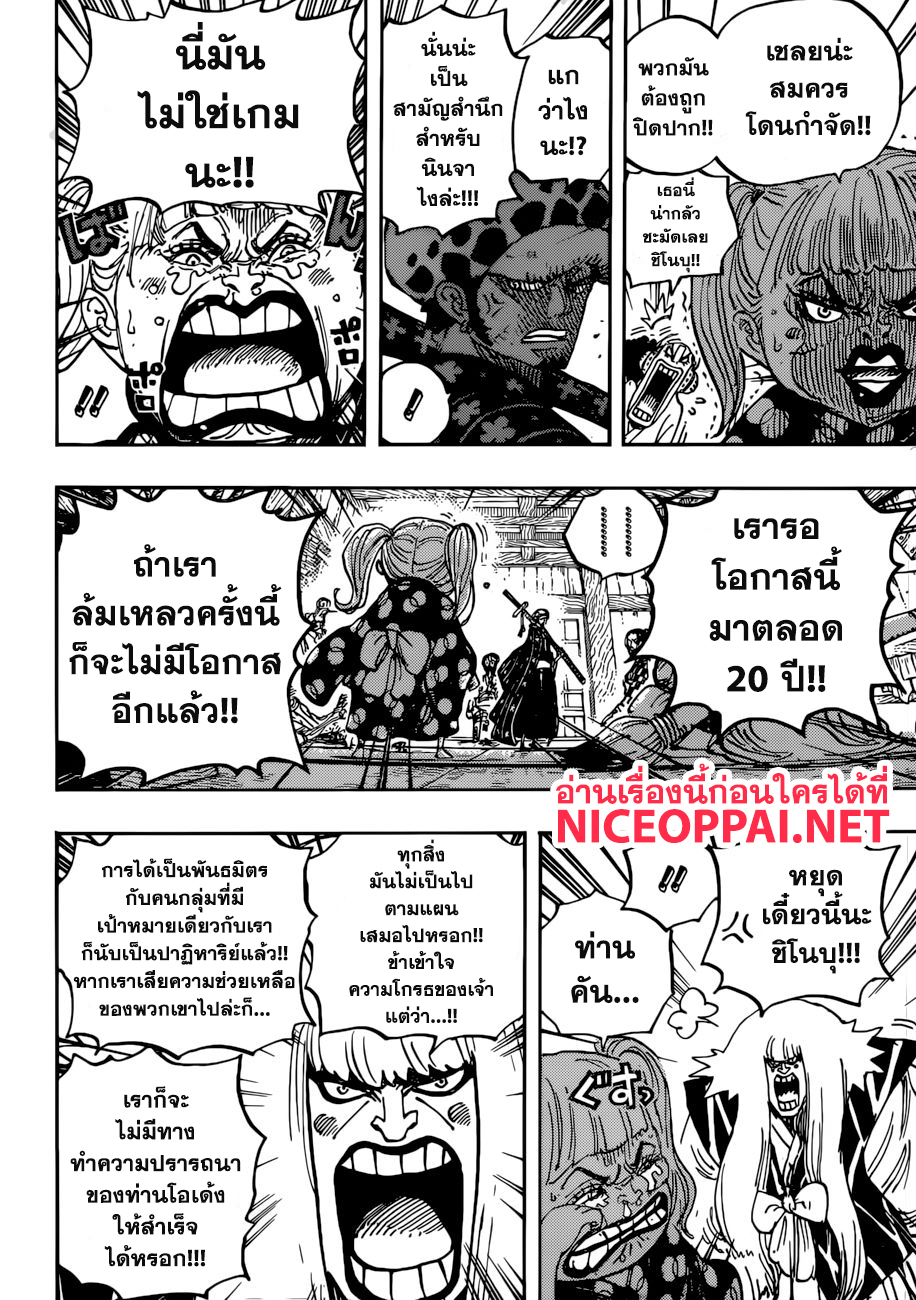 เชลยน่ะ
สมควร
โดนกำจัด!!
พวกมัน
ต้องถูก
ปิดปาก!!
เธอนี่
น่ากลัว
ชะมัดเลย
ชิโนบุ!!
แก
ว่าไง
นะ!?
นั่นน่ะ
เป็น
สามัญสำนึก
สำหรับ
นินจา
ไงล่ะ!!!
!
นี่มัน
ไม่ใช่เกม
นะ!!
ばん
ポロ
ポロ
!!
เรารอ
โอกาสนี้
มาตลอด
20 ปี!!
ถ้าเรา
ล้มเหลวครั้งนี้
ก็จะไม่มีโอกาส
อีกแล้ว!!
อ่านเรื่องนี้ก่อนใครได้ที่
NICEOPPAI.NET
หยุด
เดี๋ยวนี้นะ
ชิโนบุ!!!
!!
ท่าน
คัน...
ぐすっ
ทุกสิ่ง
มันไม่เป็นไป
ตามแผน
เสมอไปหรอก!!
ข้าเข้าใจ
ความโกรธของเจ้า
แต่ว่า...!!
การได้เป็นพันธมิตร
กับคนกลุ่มที่มี
เป้าหมายเดียวกับเรา
ก็นับเป็นปาฏิหาริย์แล้ว!!
หากเราเสียความช่วยเหลือ
ของพวกเขาไปล่ะก็...
เราก็จะ
ไม่มีทาง
ทำความปรารถนา
ของท่านโอเด้ง
ให้สำเร็จ
ได้หรอก!!!